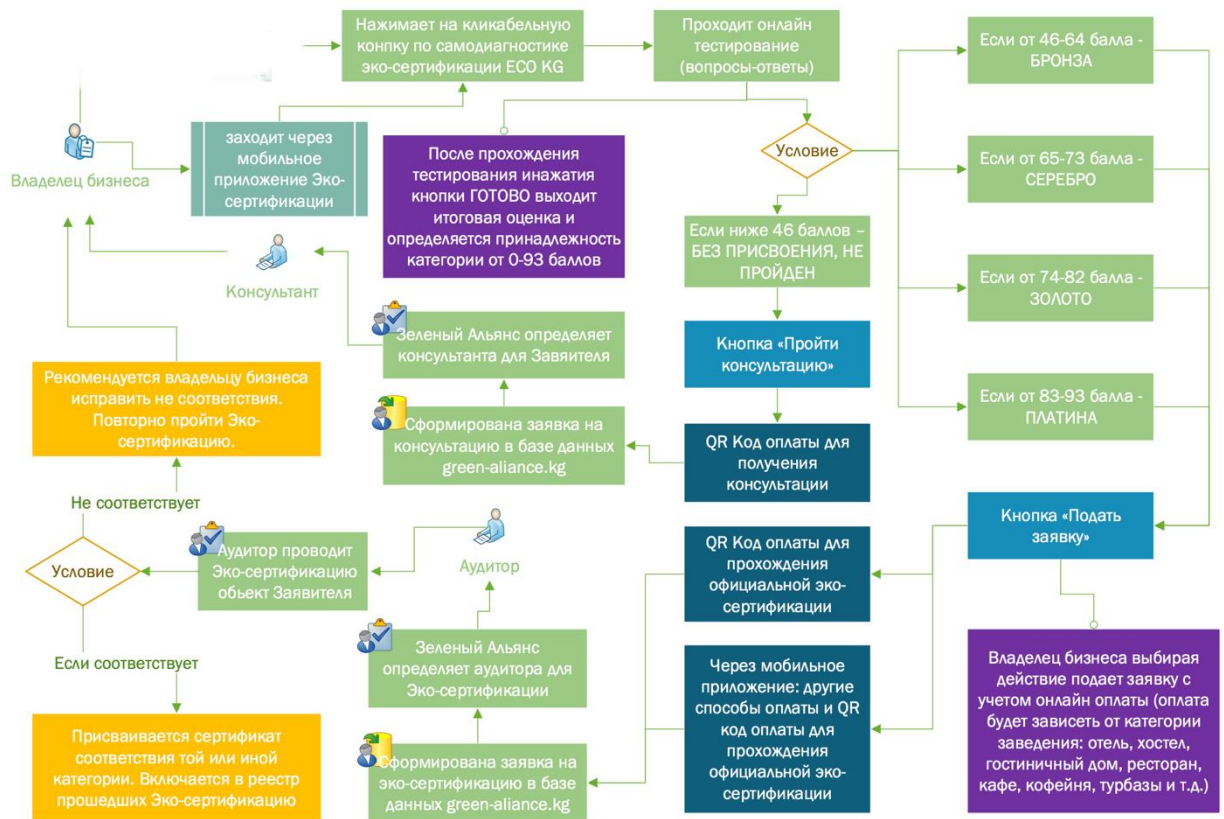 Нажимает на кликабельную
конпку по самодиагностике
эко-сертификации ECO KG
Проходит онлайн
тестирование
(вопросы-ответы)
Если от 46-64 балла -
БРОНЗА
Владелец бизнеса
заходит через
мобильное
приложение Эко-
сертификации
После прохождения
тестирования инажатия
кнопки ГОТОВО выходит
итоговая оценка и
определяется принадлежность
категории от 0-93 баллов
Условие
Если от 65-73 балла -
СЕРЕБРО
Если ниже 46 баллов –
БЕЗ ПРИСВОЕНИЯ, НЕ
ПРОЙДЕН
Консультант
Если от 74-82 балла -
ЗОЛОТО
Зеленый Альянс определяет
консультанта для Завяителя
Кнопка «Пройти
консультацию»
Рекомендуется владельцу бизнеса
исправить не соответствия.
Повторно пройти Эко-
сертификацию.
Если от 83-93 балла -
ПЛАТИНА
Сформирована заявка на
консультацию в базе данных
green-aliance.kg
QR Код оплаты для
получения
консультации
Не соответствует
Кнопка «Подать
заявку»
Условие
Аудитор проводит
Эко-сертификацию
обьект Заявителя
Аудитор
QR Код оплаты для
прохождения
официальной эко-
сертификации
Если соответствует
Зеленый Альянс
определяет аудитора для
Эко-сертификации
Через мобильное
приложение: другие
способы оплаты и QR
код оплаты для
прохождения
официальной эко-
сертификации
Владелец бизнеса выбирая
действие подает заявку с
учетом онлайн оплаты (оплата
будет зависеть от категории
заведения: отель, хостел,
гостиничный дом, ресторан,
кафе, кофейня, турбазы и т.д.)
Присваивается сертификат
соответствия той или иной
категории. Включается в реестр
прошедших Эко-сертификацию
Сформирована заявка на
эко-сертификацию в базе
данных green-aliance.kg